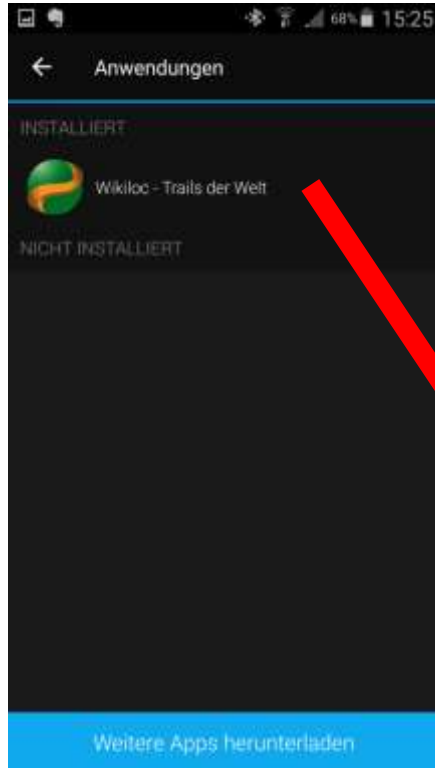 68% 15:25
Anwendungen
INSTALLIERT
Wikiloc - Trails der Welt
NICHT INSTALLIERT
Weitere Apps herunterladen